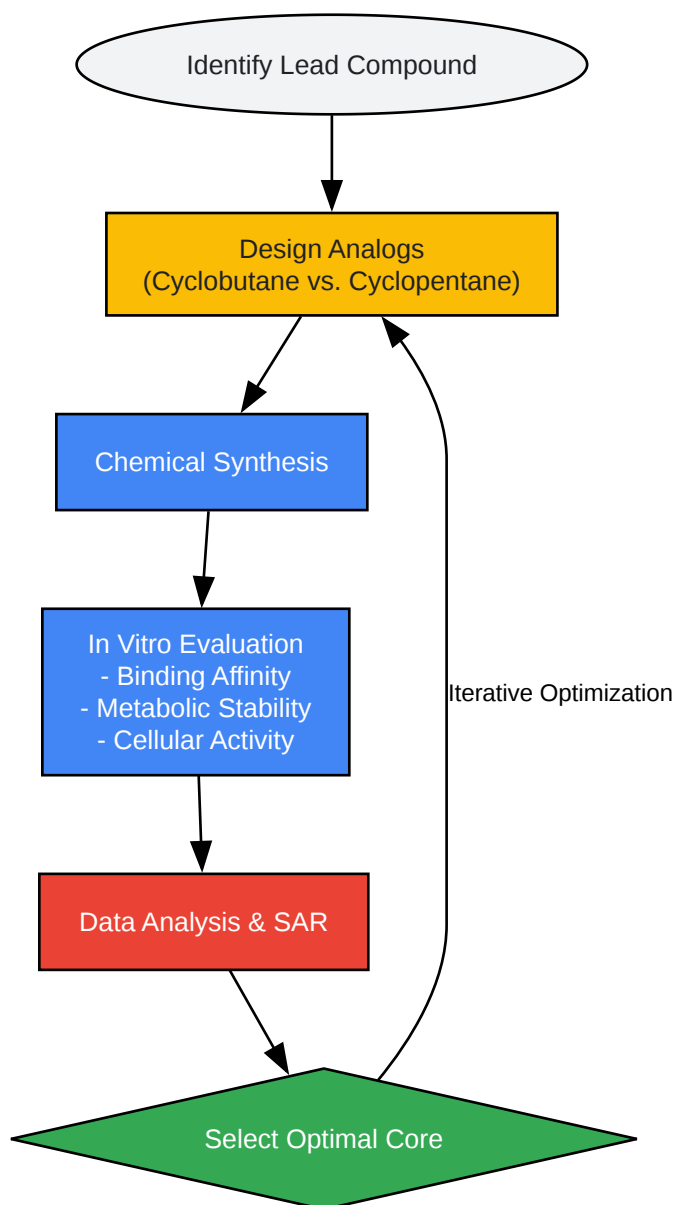 Identify Lead Compound
Design Analogs
(Cyclobutane vs. Cyclopentane)
Chemical Synthesis
In Vitro Evaluation
- Binding Affinity
- Metabolic Stability
- Cellular Activity
Iterative Optimization
Data Analysis & SAR
Select Optimal Core